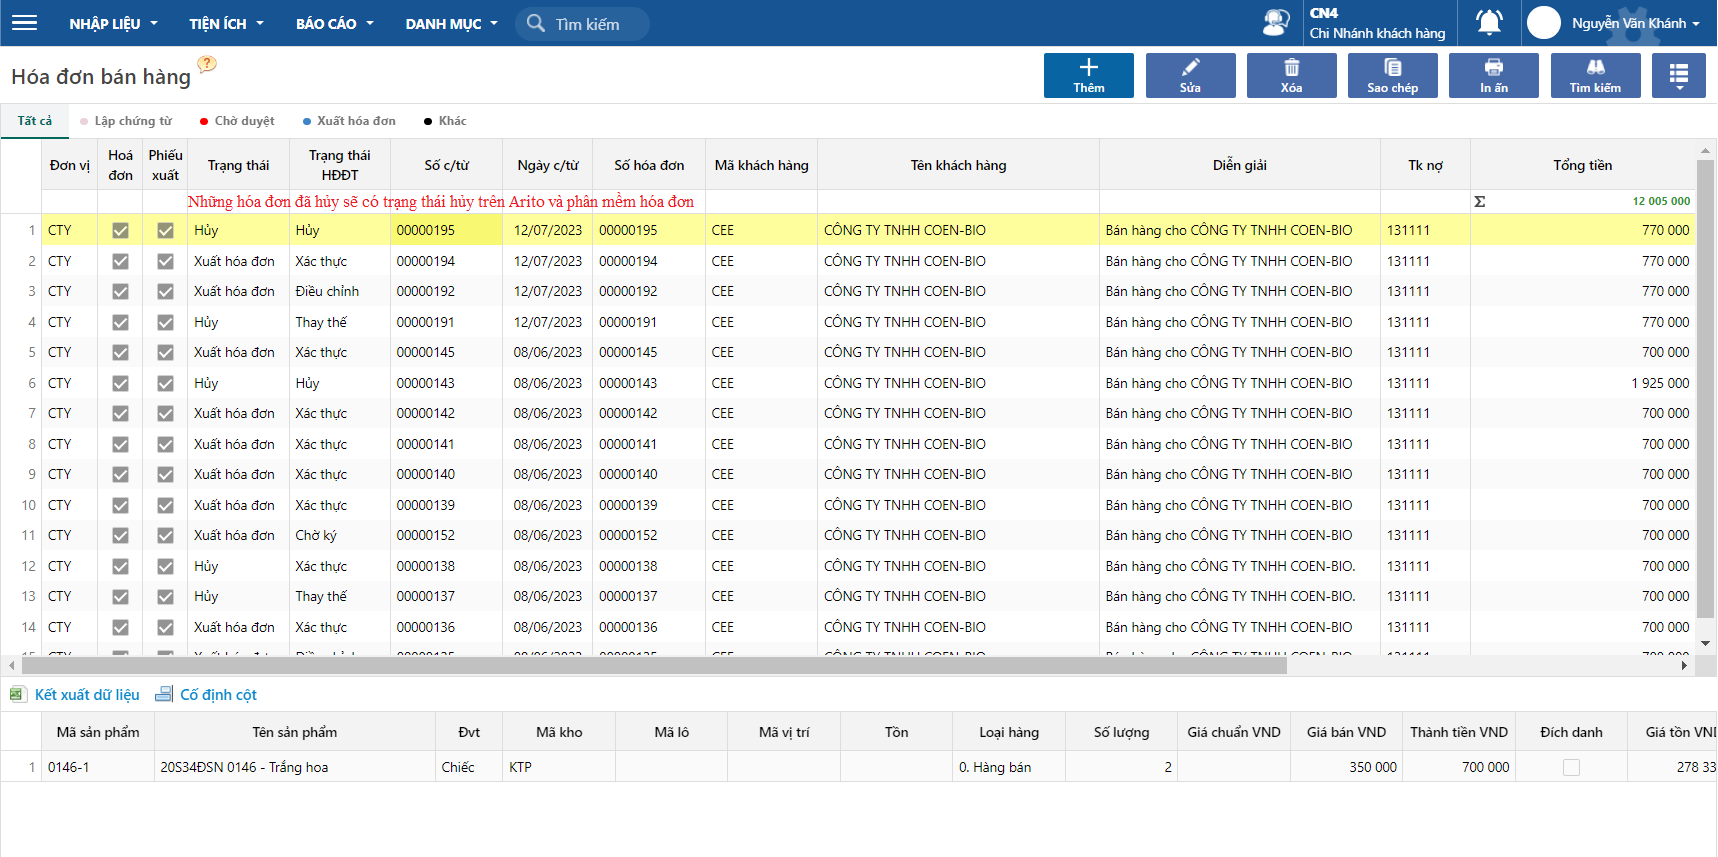 NHẬP LIỆU TIỆN ÍCH BÁO CÁO DANH MỤC Tìm kiếm CN4 Nguyễn Văn Khánh
Chi Nhánh khách hàng
Hóa đơn bán hàng ? Thêm Sửa Xóa Sao chép In ấn Tìm kiếm
Tất cả Lập chứng từ Chờ duyệt Xuất hóa đơn Khác
Đơn vị Hoá đơn Phiếu xuất Trạng thái Trạng thái HĐĐT Số c/từ Ngày c/từ Số hóa đơn Mã khách hàng Tên khách hàng Diễn giải Tk nợ Tổng tiền
Những hóa đơn đã hủy sẽ có trạng thái hủy trên Arito và phần mềm hóa đơn Σ 12 005 000
1 CTY Hủy Hủy 00000195 12/07/2023 00000195 CEE CÔNG TY TNHH COEN-BIO Bán hàng cho CÔNG TY TNHH COEN-BIO 131111 770 000
2 CTY Xuất hóa đơn Xác thực 00000194 12/07/2023 00000194 CEE CÔNG TY TNHH COEN-BIO Bán hàng cho CÔNG TY TNHH COEN-BIO 131111 770 000
3 CTY Xuất hóa đơn Điều chỉnh 00000192 12/07/2023 00000192 CEE CÔNG TY TNHH COEN-BIO Bán hàng cho CÔNG TY TNHH COEN-BIO 131111 770 000
4 CTY Hủy Thay thế 00000191 12/07/2023 00000191 CEE CÔNG TY TNHH COEN-BIO Bán hàng cho CÔNG TY TNHH COEN-BIO 131111 770 000
5 CTY Xuất hóa đơn Xác thực 00000145 08/06/2023 00000145 CEE CÔNG TY TNHH COEN-BIO Bán hàng cho CÔNG TY TNHH COEN-BIO 131111 700 000
6 CTY Hủy Hủy 00000143 08/06/2023 00000143 CEE CÔNG TY TNHH COEN-BIO Bán hàng cho CÔNG TY TNHH COEN-BIO 131111 1 925 000
7 CTY Xuất hóa đơn Xác thực 00000142 08/06/2023 00000142 CEE CÔNG TY TNHH COEN-BIO Bán hàng cho CÔNG TY TNHH COEN-BIO 131111 700 000
8 CTY Xuất hóa đơn Xác thực 00000141 08/06/2023 00000141 CEE CÔNG TY TNHH COEN-BIO Bán hàng cho CÔNG TY TNHH COEN-BIO 131111 700 000
9 CTY Xuất hóa đơn Xác thực 00000140 08/06/2023 00000140 CEE CÔNG TY TNHH COEN-BIO Bán hàng cho CÔNG TY TNHH COEN-BIO 131111 700 000
10 CTY Xuất hóa đơn Xác thực 00000139 08/06/2023 00000139 CEE CÔNG TY TNHH COEN-BIO Bán hàng cho CÔNG TY TNHH COEN-BIO 131111 700 000
11 CTY Xuất hóa đơn Chờ ký 00000152 08/06/2023 00000152 CEE CÔNG TY TNHH COEN-BIO Bán hàng cho CÔNG TY TNHH COEN-BIO 131111 700 000
12 CTY Hủy Xác thực 00000138 08/06/2023 00000138 CEE CÔNG TY TNHH COEN-BIO Bán hàng cho CÔNG TY TNHH COEN-BIO. 131111 700 000
13 CTY Hủy Thay thế 00000137 08/06/2023 00000137 CEE CÔNG TY TNHH COEN-BIO Bán hàng cho CÔNG TY TNHH COEN-BIO. 131111 700 000
14 CTY Xuất hóa đơn Xác thực 00000136 08/06/2023 00000136 CEE CÔNG TY TNHH COEN-BIO Bán hàng cho CÔNG TY TNHH COEN-BIO 131111 700 000
Kết xuất dữ liệu Cố định cột
Mã sản phẩm Tên sản phẩm Đvt Mã kho Mã lô Mã vị trí Tồn Loại hàng Số lượng Giá chuẩn VND Giá bán VND Thành tiền VND Đích danh Giá tồn VND
1 0146-1 20S34ĐSN 0146 - Trắng hoa Chiếc KTP 0. Hàng bán 2 350 000 700 000 278 33